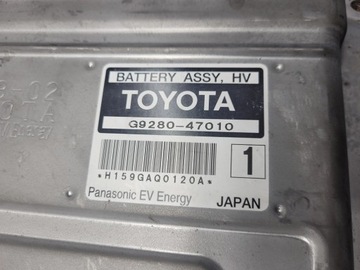 BATTERY ASSY, HV
TOYOTA
G9280-47010
*H159GAQ0120A*
1
Panasonic EV Energy
JAPAN